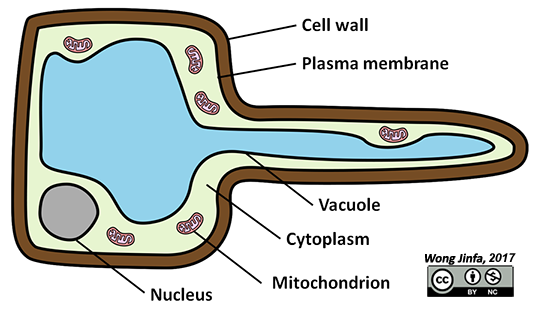 Cell wall
Plasma membrane
Vacuole
Cytoplasm
Mitochondrion
Nucleus
Wong Jinfa, 2017
cc
BY NC